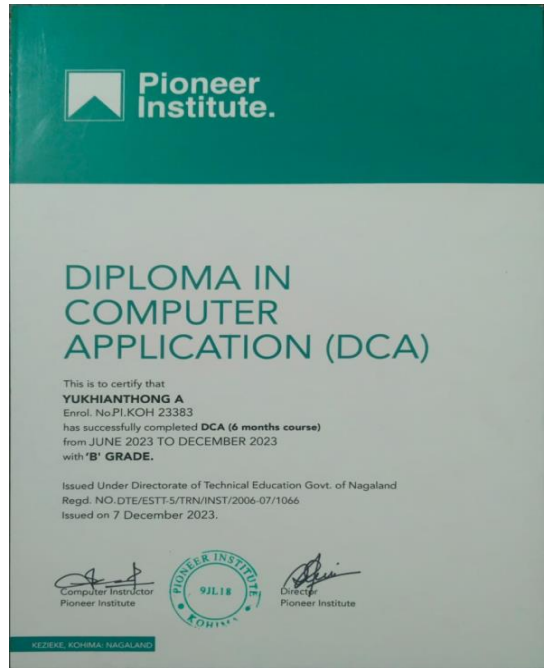 Pioneer
Institute.
DIPLOMA IN
COMPUTER
APPLICATION (DCA)
This is to certify that
YUKHIANTHONG A
Enrol. No.PI.KOH 23383
has successfully completed DCA (6 months course)
from JUNE 2023 TO DECEMBER 2023
with 'B' GRADE.
Issued Under Directorate of Technical Education Govt. of Nagaland
Regd. NO.DTE/ESTT-5/TRN/INST/2006-07/1066
Issued on 7 December 2023.
Computer Instructor
Pioneer Institute
PIONEER INSTITUTE
9JL18
KOHIMA
Director
Pioneer Institute
KEZIEKE, KOHIMA: NAGALAND